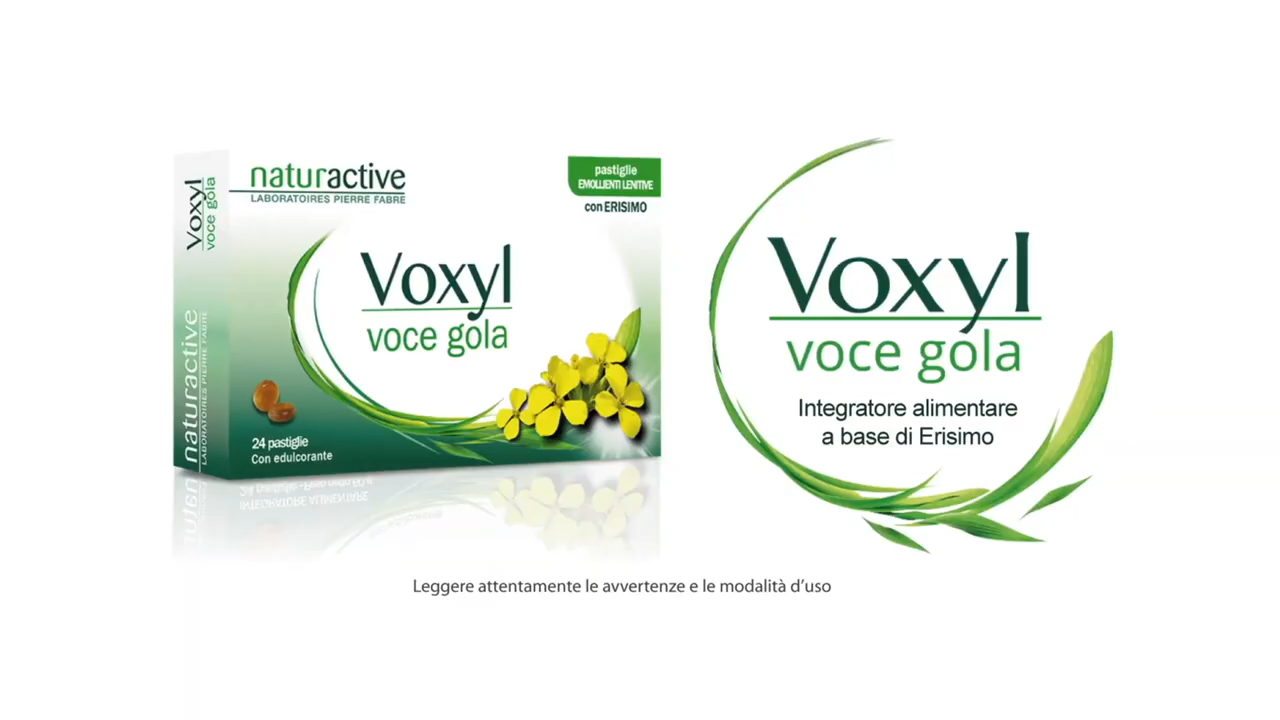 Voxyl
voce gola
naturactive
LABORATOIRES PIERRE FABRE
naturactive
LABORATOIRES PIERRE FABRE
pastiglie
EMOLLIENTI LENITIVE
con ERISIMO
Voxyl
voce gola
24 pastiglie
Con edulcorante
Voxyl
voce gola
Integratore alimentare
a base di Erisimo
Leggere attentamente le avvertenze e le modalità d'uso